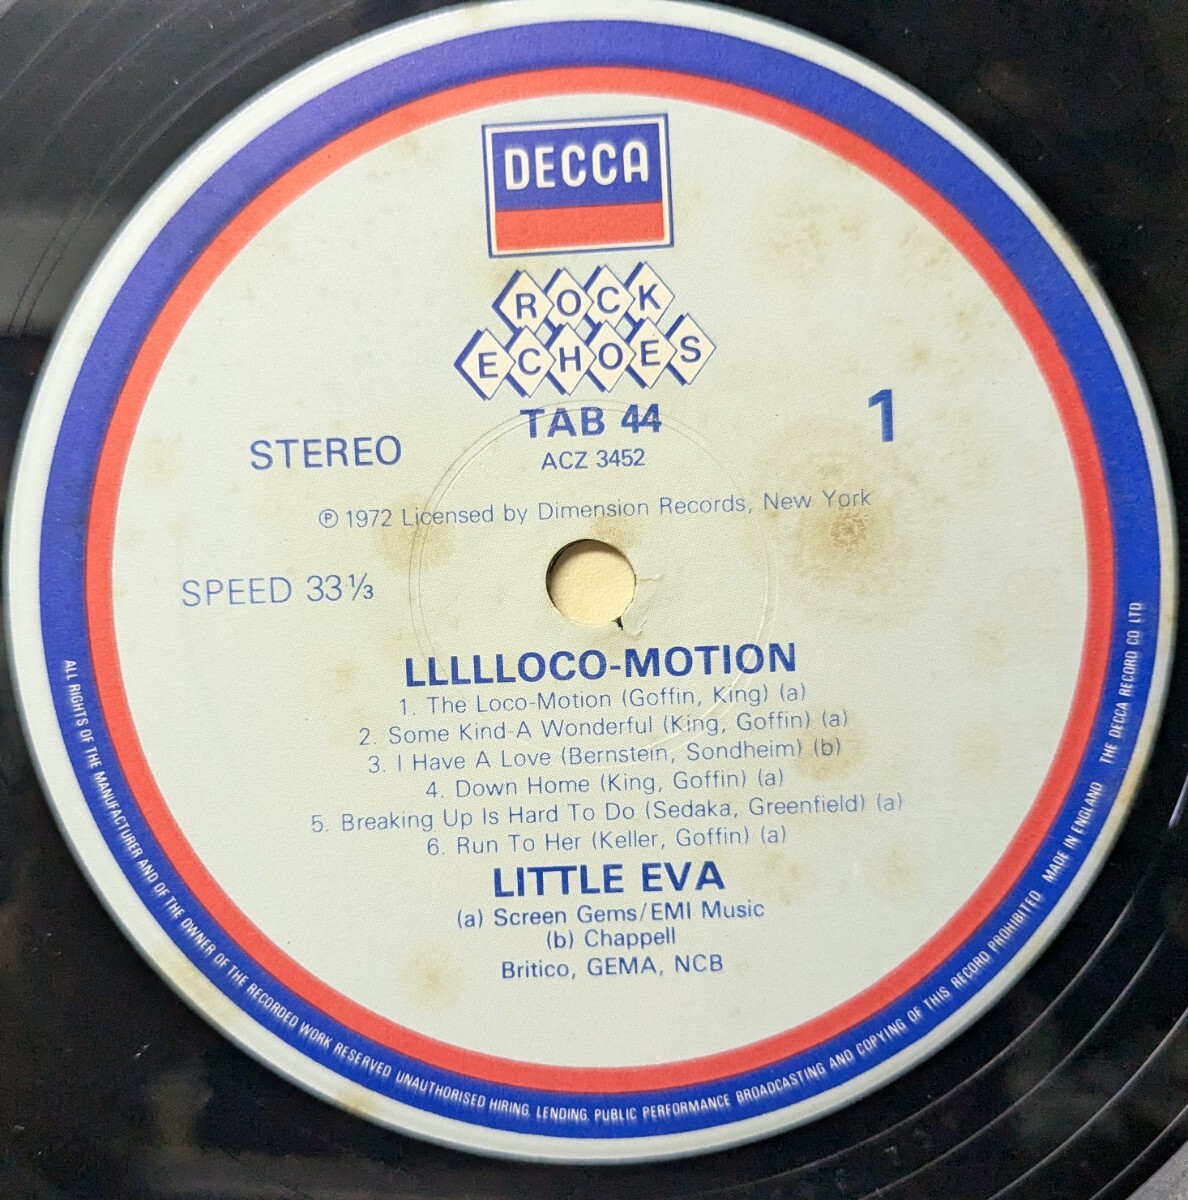 DECCA
ROCK
ECHOES
TAB 44
1
STEREO
ACZ 3452
℗ 1972 Licensed by Dimension Records, New York
SPEED 33⅓
LLLLLOCO-MOTION
1. The Loco-Motion (Goffin, King) (a)
2. Some Kind-A Wonderful (King, Goffin) (a)
3. I Have A Love (Bernstein, Sondheim) (b)
4. Down Home (King, Goffin) (a)
5. Breaking Up Is Hard To Do (Sedaka, Greenfield) (a)
6. Run To Her (Keller, Goffin) (a)
LITTLE EVA
(a) Screen Gems/EMI Music
(b) Chappell
Britico, GEMA, NCB
ALL RIGHTS OF THE MANUFACTURER AND OF THE OWNER OF THE RECORDED WORK RESERVED UNAUTHORISED HIRING, LENDING, PUBLIC PERFORMANCE BROADCASTING AND COPYING OF THIS RECORD PROHIBITED MADE IN ENGLAND THE DECCA RECORD CO LTD